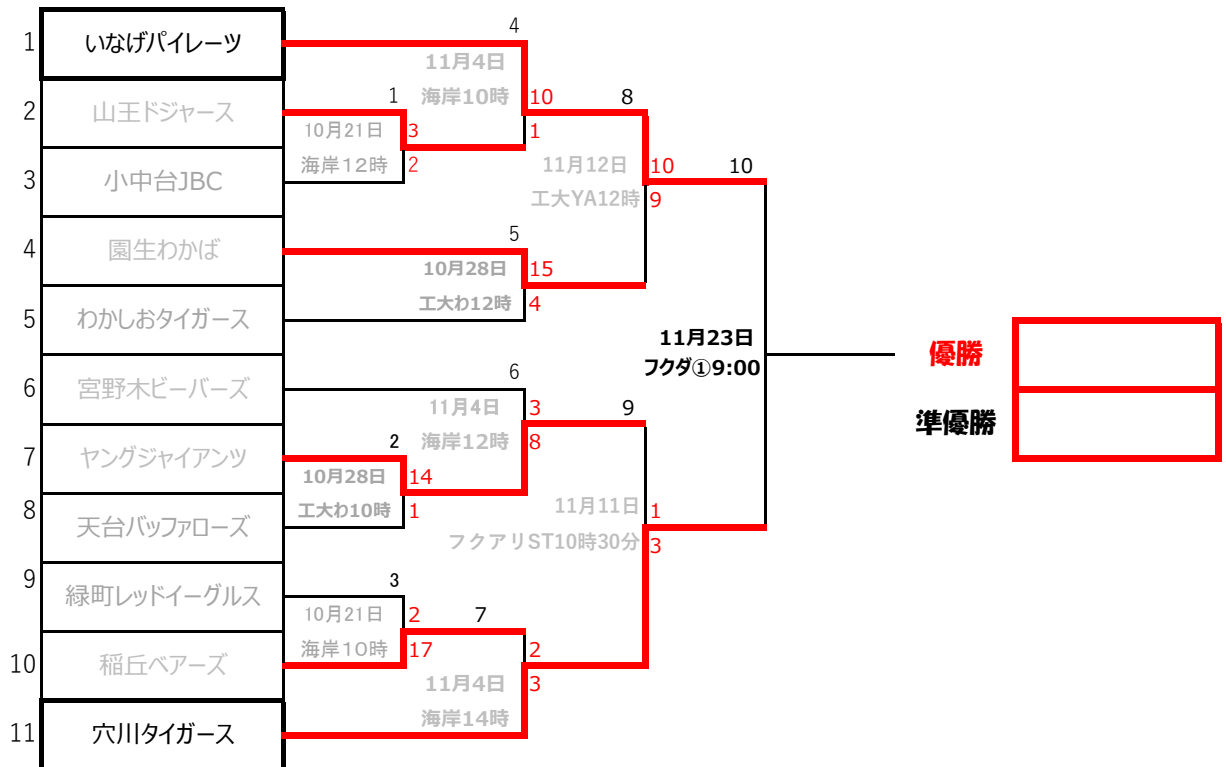 4
1 いなげパイレーツ
11月4日
1 海岸10時 10 8
2 山王ドジャース
10月21日 3 1
海岸12時 2 11月12日 10 10
3 小中台JBC
工大YA12時 9
5
4 園生わかば
10月28日 15
工大わ12時 4
5 わかしおタイガース
11月23日
フクダ①9:00
優勝
準優勝
6
6 宮野木ビーバーズ
11月4日 3 9
2 海岸12時 8
7 ヤングジャイアンツ
10月28日 14
工大わ10時 1
8 天台バッファローズ
11月11日 1
フクアリST10時30分 3
3
9 緑町レッドイーグルス
10月21日 2 7
海岸10時 17 2
10 稲丘ベアーズ
11月4日 3
海岸14時
11 穴川タイガース